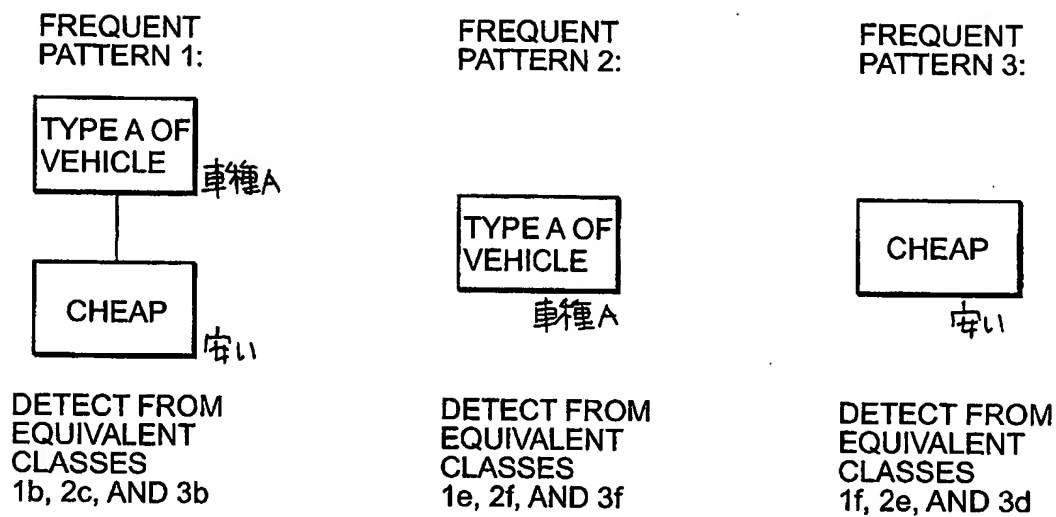 FREQUENT
PATTERN 1:
TYPE A OF
VEHICLE
車種A
CHEAP
安い
DETECT FROM
EQUIVALENT
CLASSES
1b, 2c, AND 3b
FREQUENT
PATTERN 2:
TYPE A OF
VEHICLE
車種A
DETECT FROM
EQUIVALENT
CLASSES
1e, 2f, AND 3f
FREQUENT
PATTERN 3:
CHEAP
安い
DETECT FROM
EQUIVALENT
CLASSES
1f, 2e, AND 3d